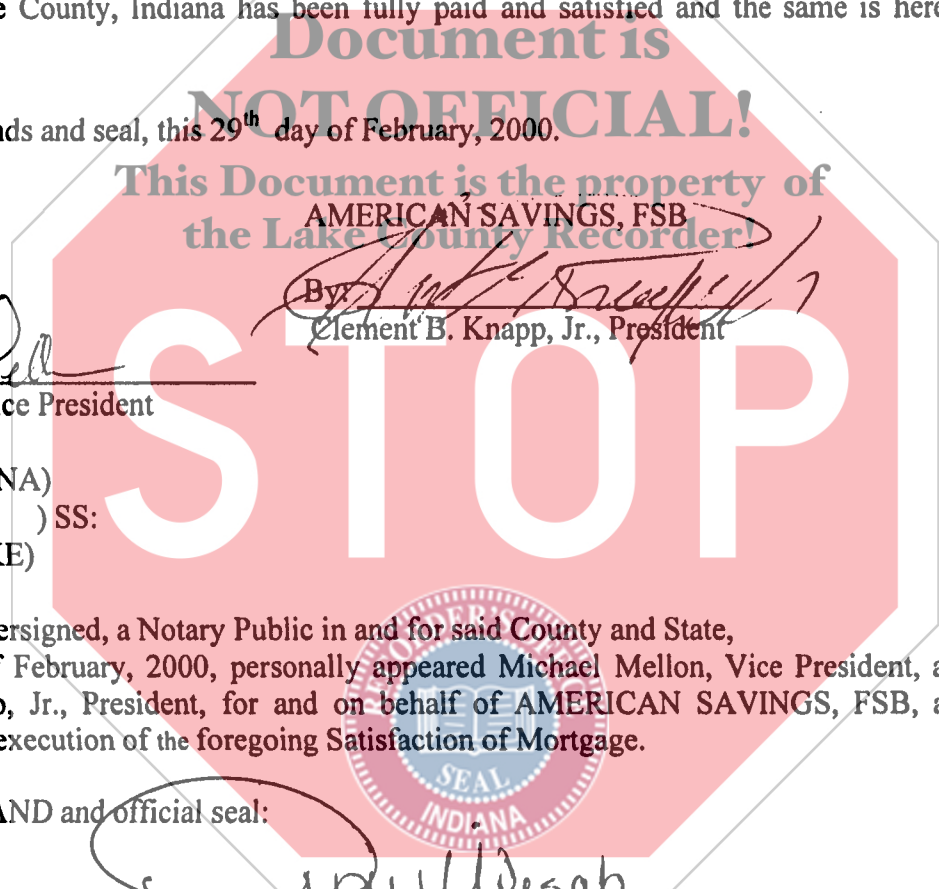 e County, Indiana has been fully paid and satisfied and the same is here
Document is
NOT OFFICIAL!
nds and seal, this 29th day of February, 2000.
This Document is the property of
AMERICAN SAVINGS, FSB
the Lake County Recorder!
By:
Clement B. Knapp, Jr., President
ce President
STOP
NA)
) SS:
KE)
ersigned, a Notary Public in and for said County and State,
f February, 2000, personally appeared Michael Mellon, Vice President, a
o, Jr., President, for and on behalf of AMERICAN SAVINGS, FSB, a
execution of the foregoing Satisfaction of Mortgage.
RECORDER'S OFFICE
SEAL
INDIANA
AND and official seal: